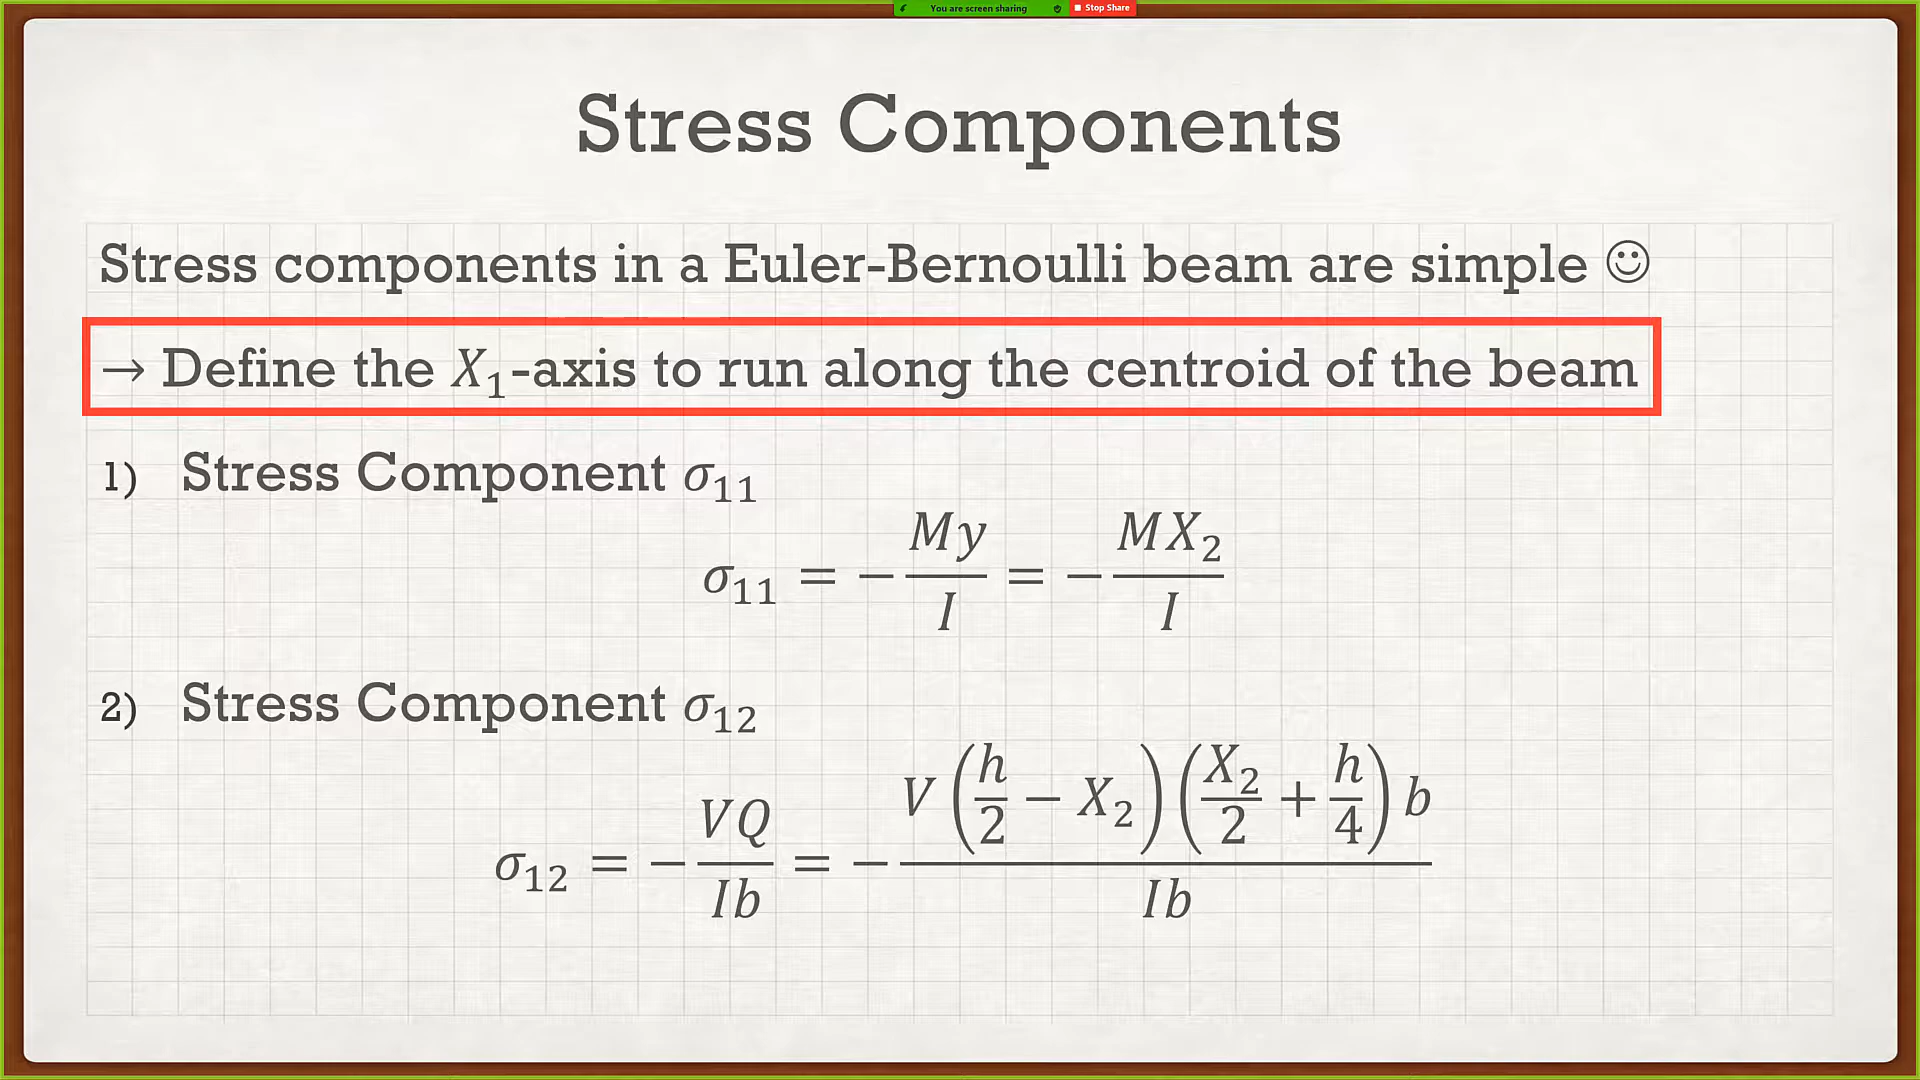 You are screen sharing
Stop Share
Stress Components
Stress components in a Euler-Bernoulli beam are simple ☺
→ Define the X₁-axis to run along the centroid of the beam
1) Stress Component σ₁₁
σ₁₁ = −My/I = −MX₂/I
2) Stress Component σ₁₂
σ₁₂ = −VQ/Ib = −V(h/2 − X₂)(X₂/2 + h/4)b/Ib